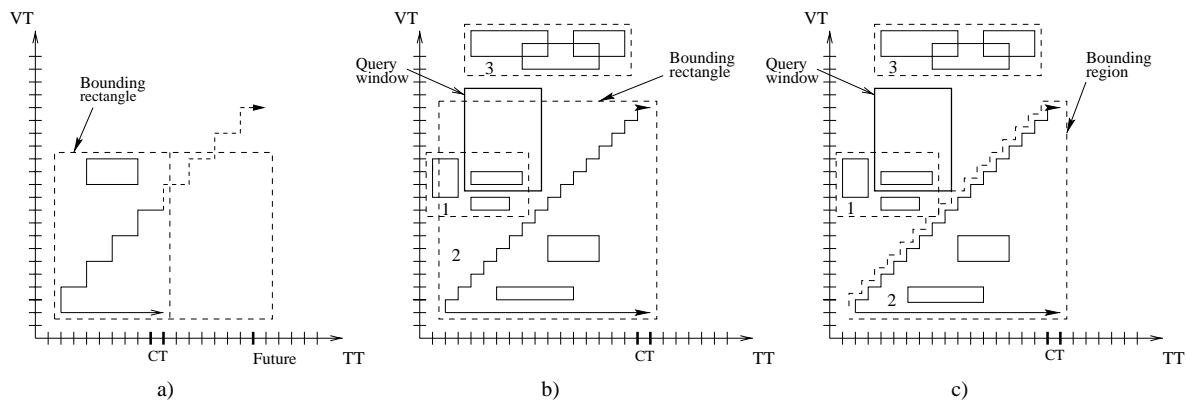 VT
Bounding
rectangle
CT
Future
TT
a)
VT
Query
window
Bounding
rectangle
3
1
2
CT
TT
b)
VT
Query
window
Bounding
region
3
1
2
CT
TT
c)